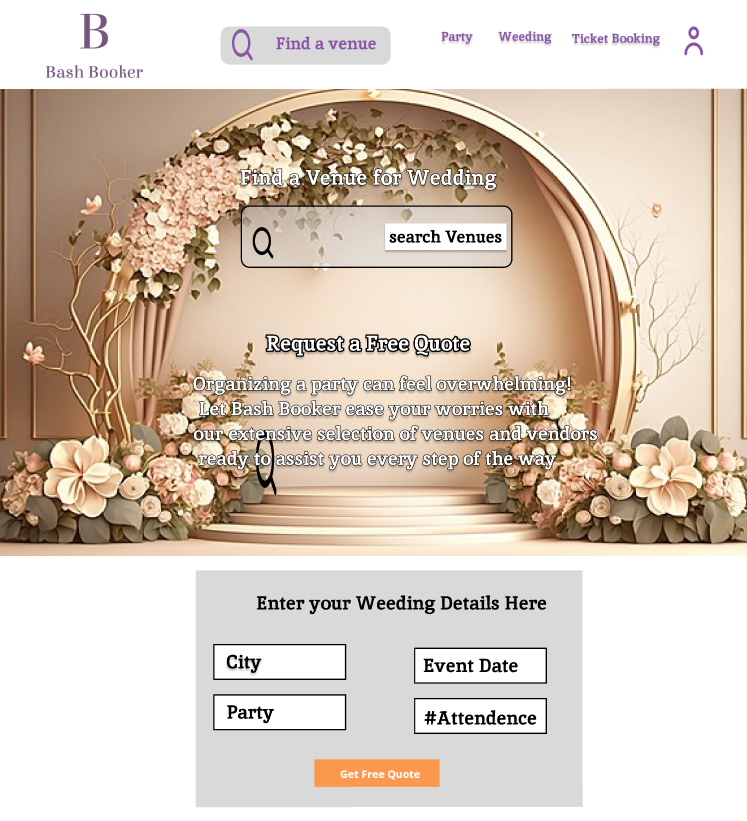 B
Bash Booker
Find a venue
Party
Weeding
Ticket Booking
Find a Venue for Wedding
search Venues
Request a Free Quote
Organizing a party can feel overwhelming!
Let Bash Booker ease your worries with
our extensive selection of venues and vendors
ready to assist you every step of the way
Enter your Weeding Details Here
City
Event Date
Party
#Attendence
Get Free Quote